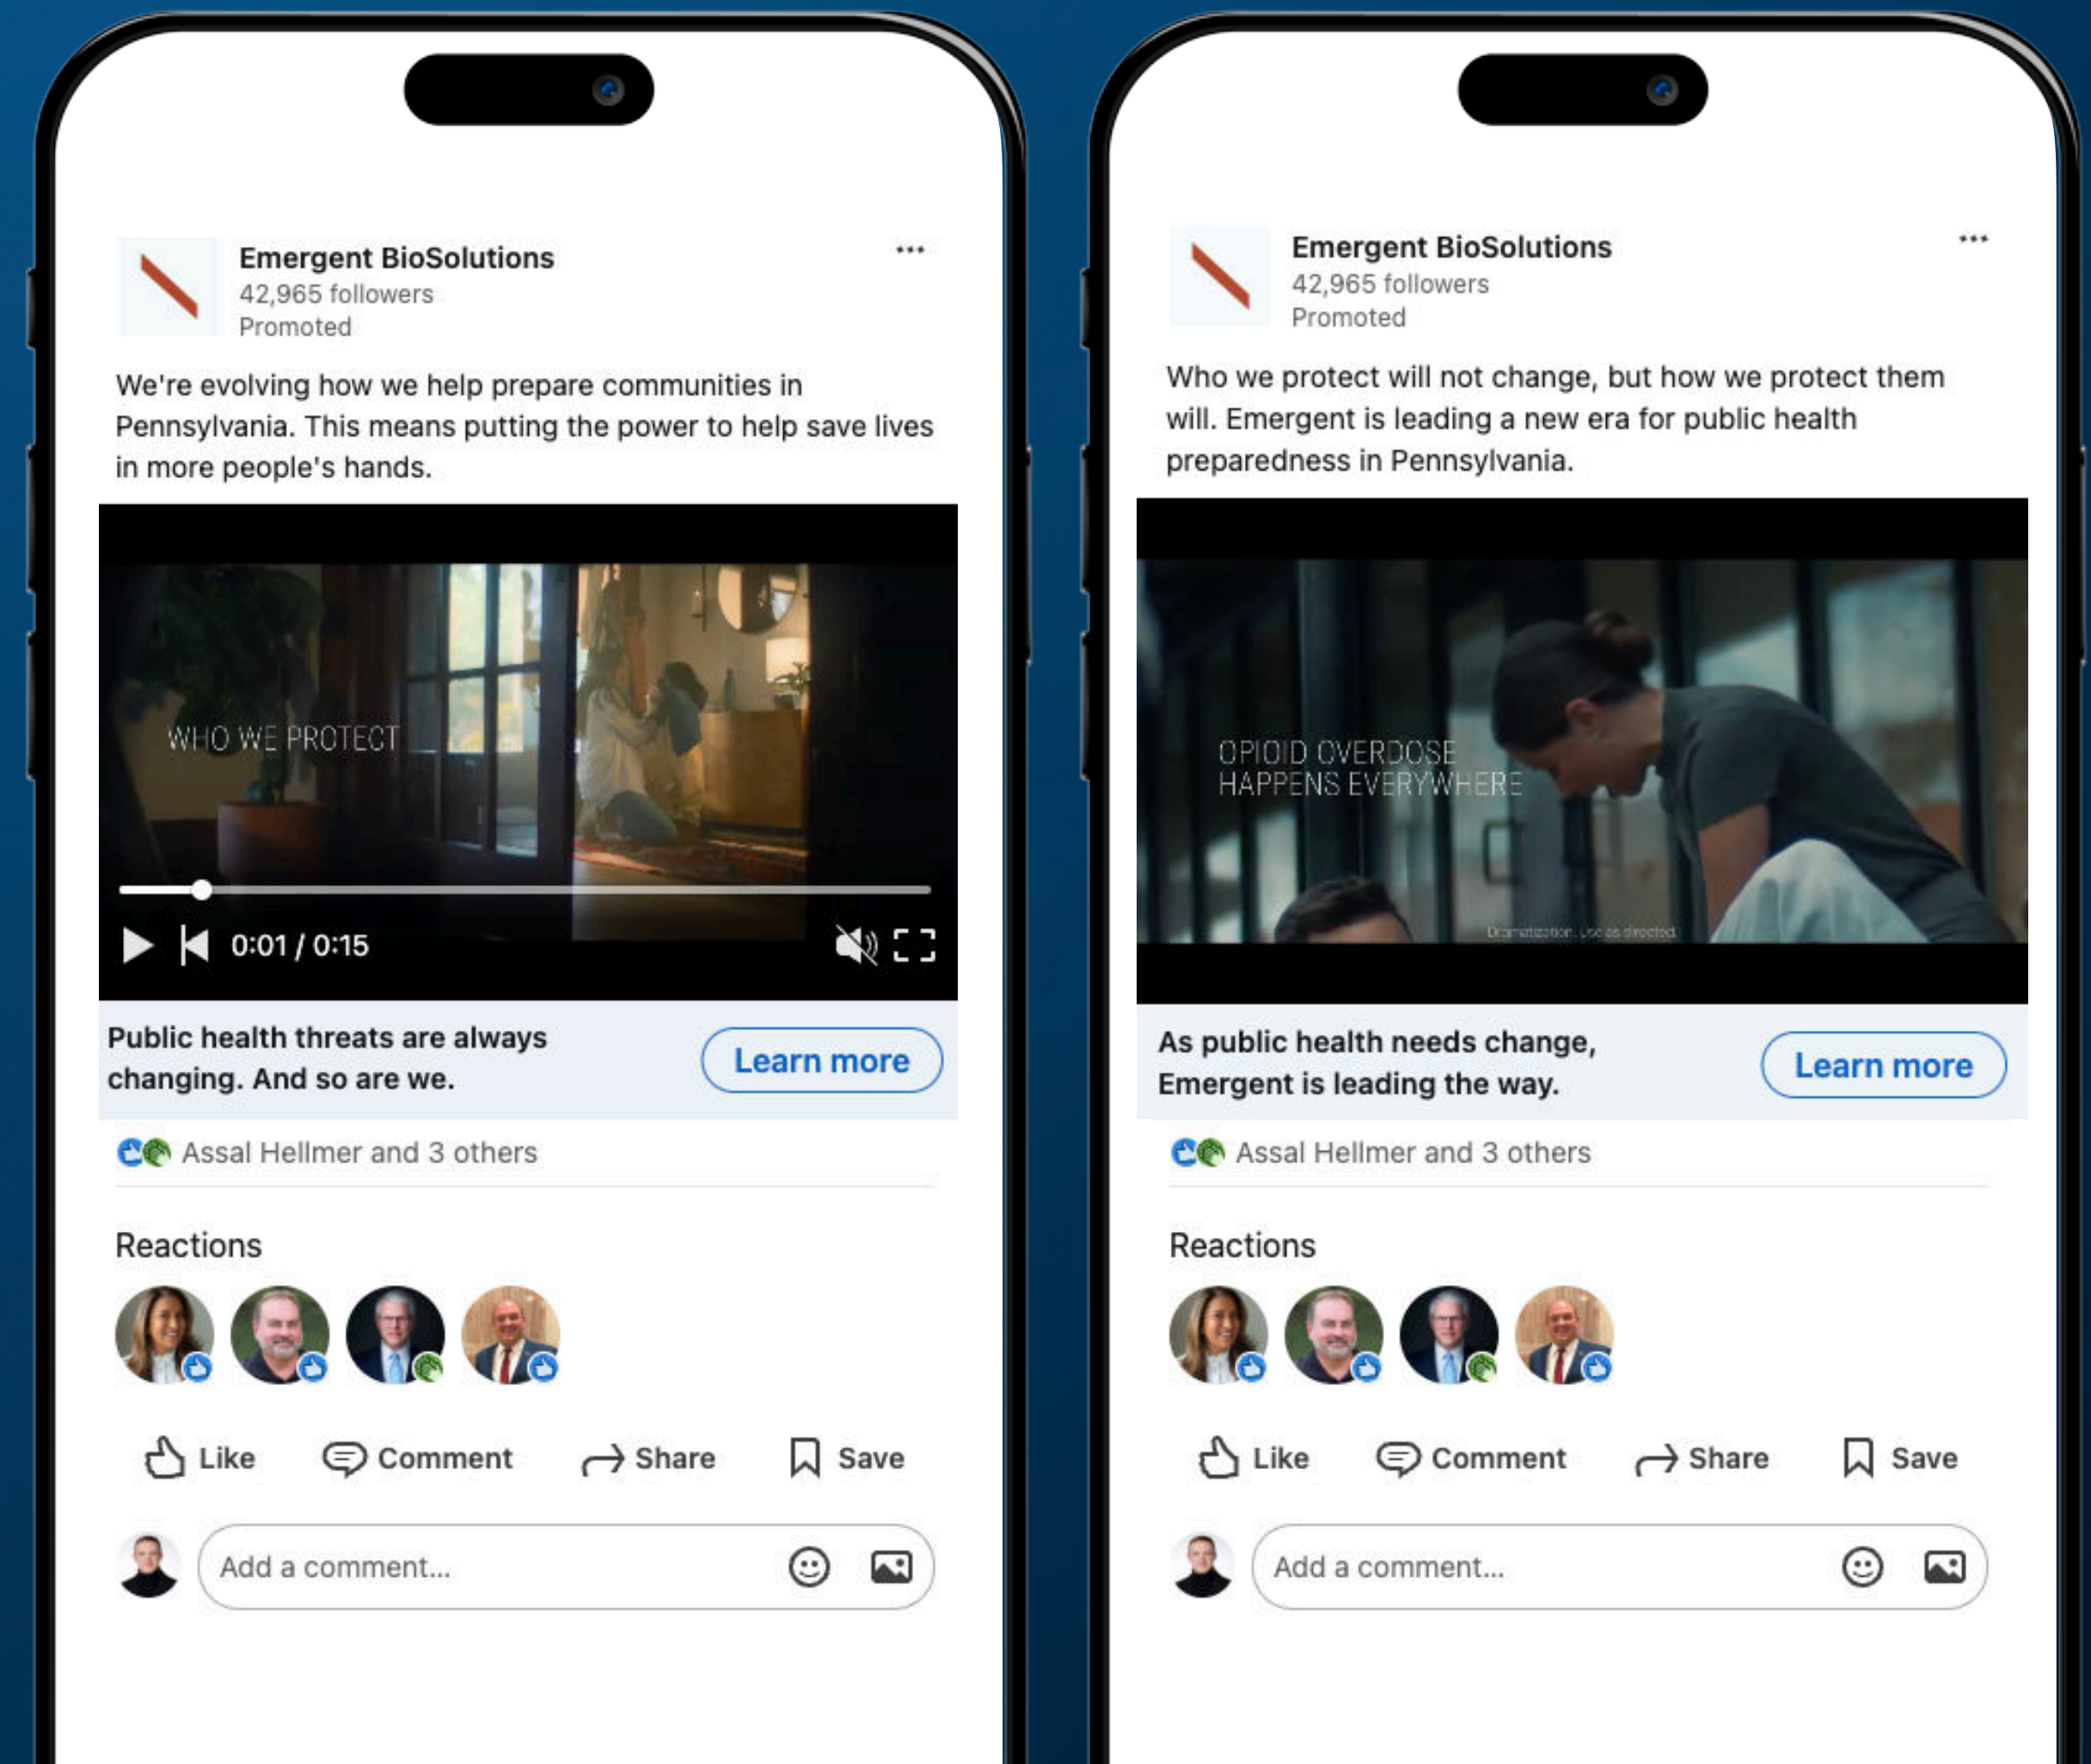 Emergent BioSolutions
42,965 followers
Promoted
We're evolving how we help prepare communities in
Pennsylvania. This means putting the power to help save lives
in more people's hands.
WHO WE PROTECT
0:01 / 0:15
Public health threats are always
changing. And so are we.
Learn more
Assal Hellmer and 3 others
Reactions
Like Comment Share Save
Add a comment...
Emergent BioSolutions
42,965 followers
Promoted
Who we protect will not change, but how we protect them
will. Emergent is leading a new era for public health
preparedness in Pennsylvania.
OPIOID OVERDOSE
HAPPENS EVERYWHERE
Dramatization. Use as directed.
As public health needs change,
Emergent is leading the way.
Learn more
Assal Hellmer and 3 others
Reactions
Like Comment Share Save
Add a comment...